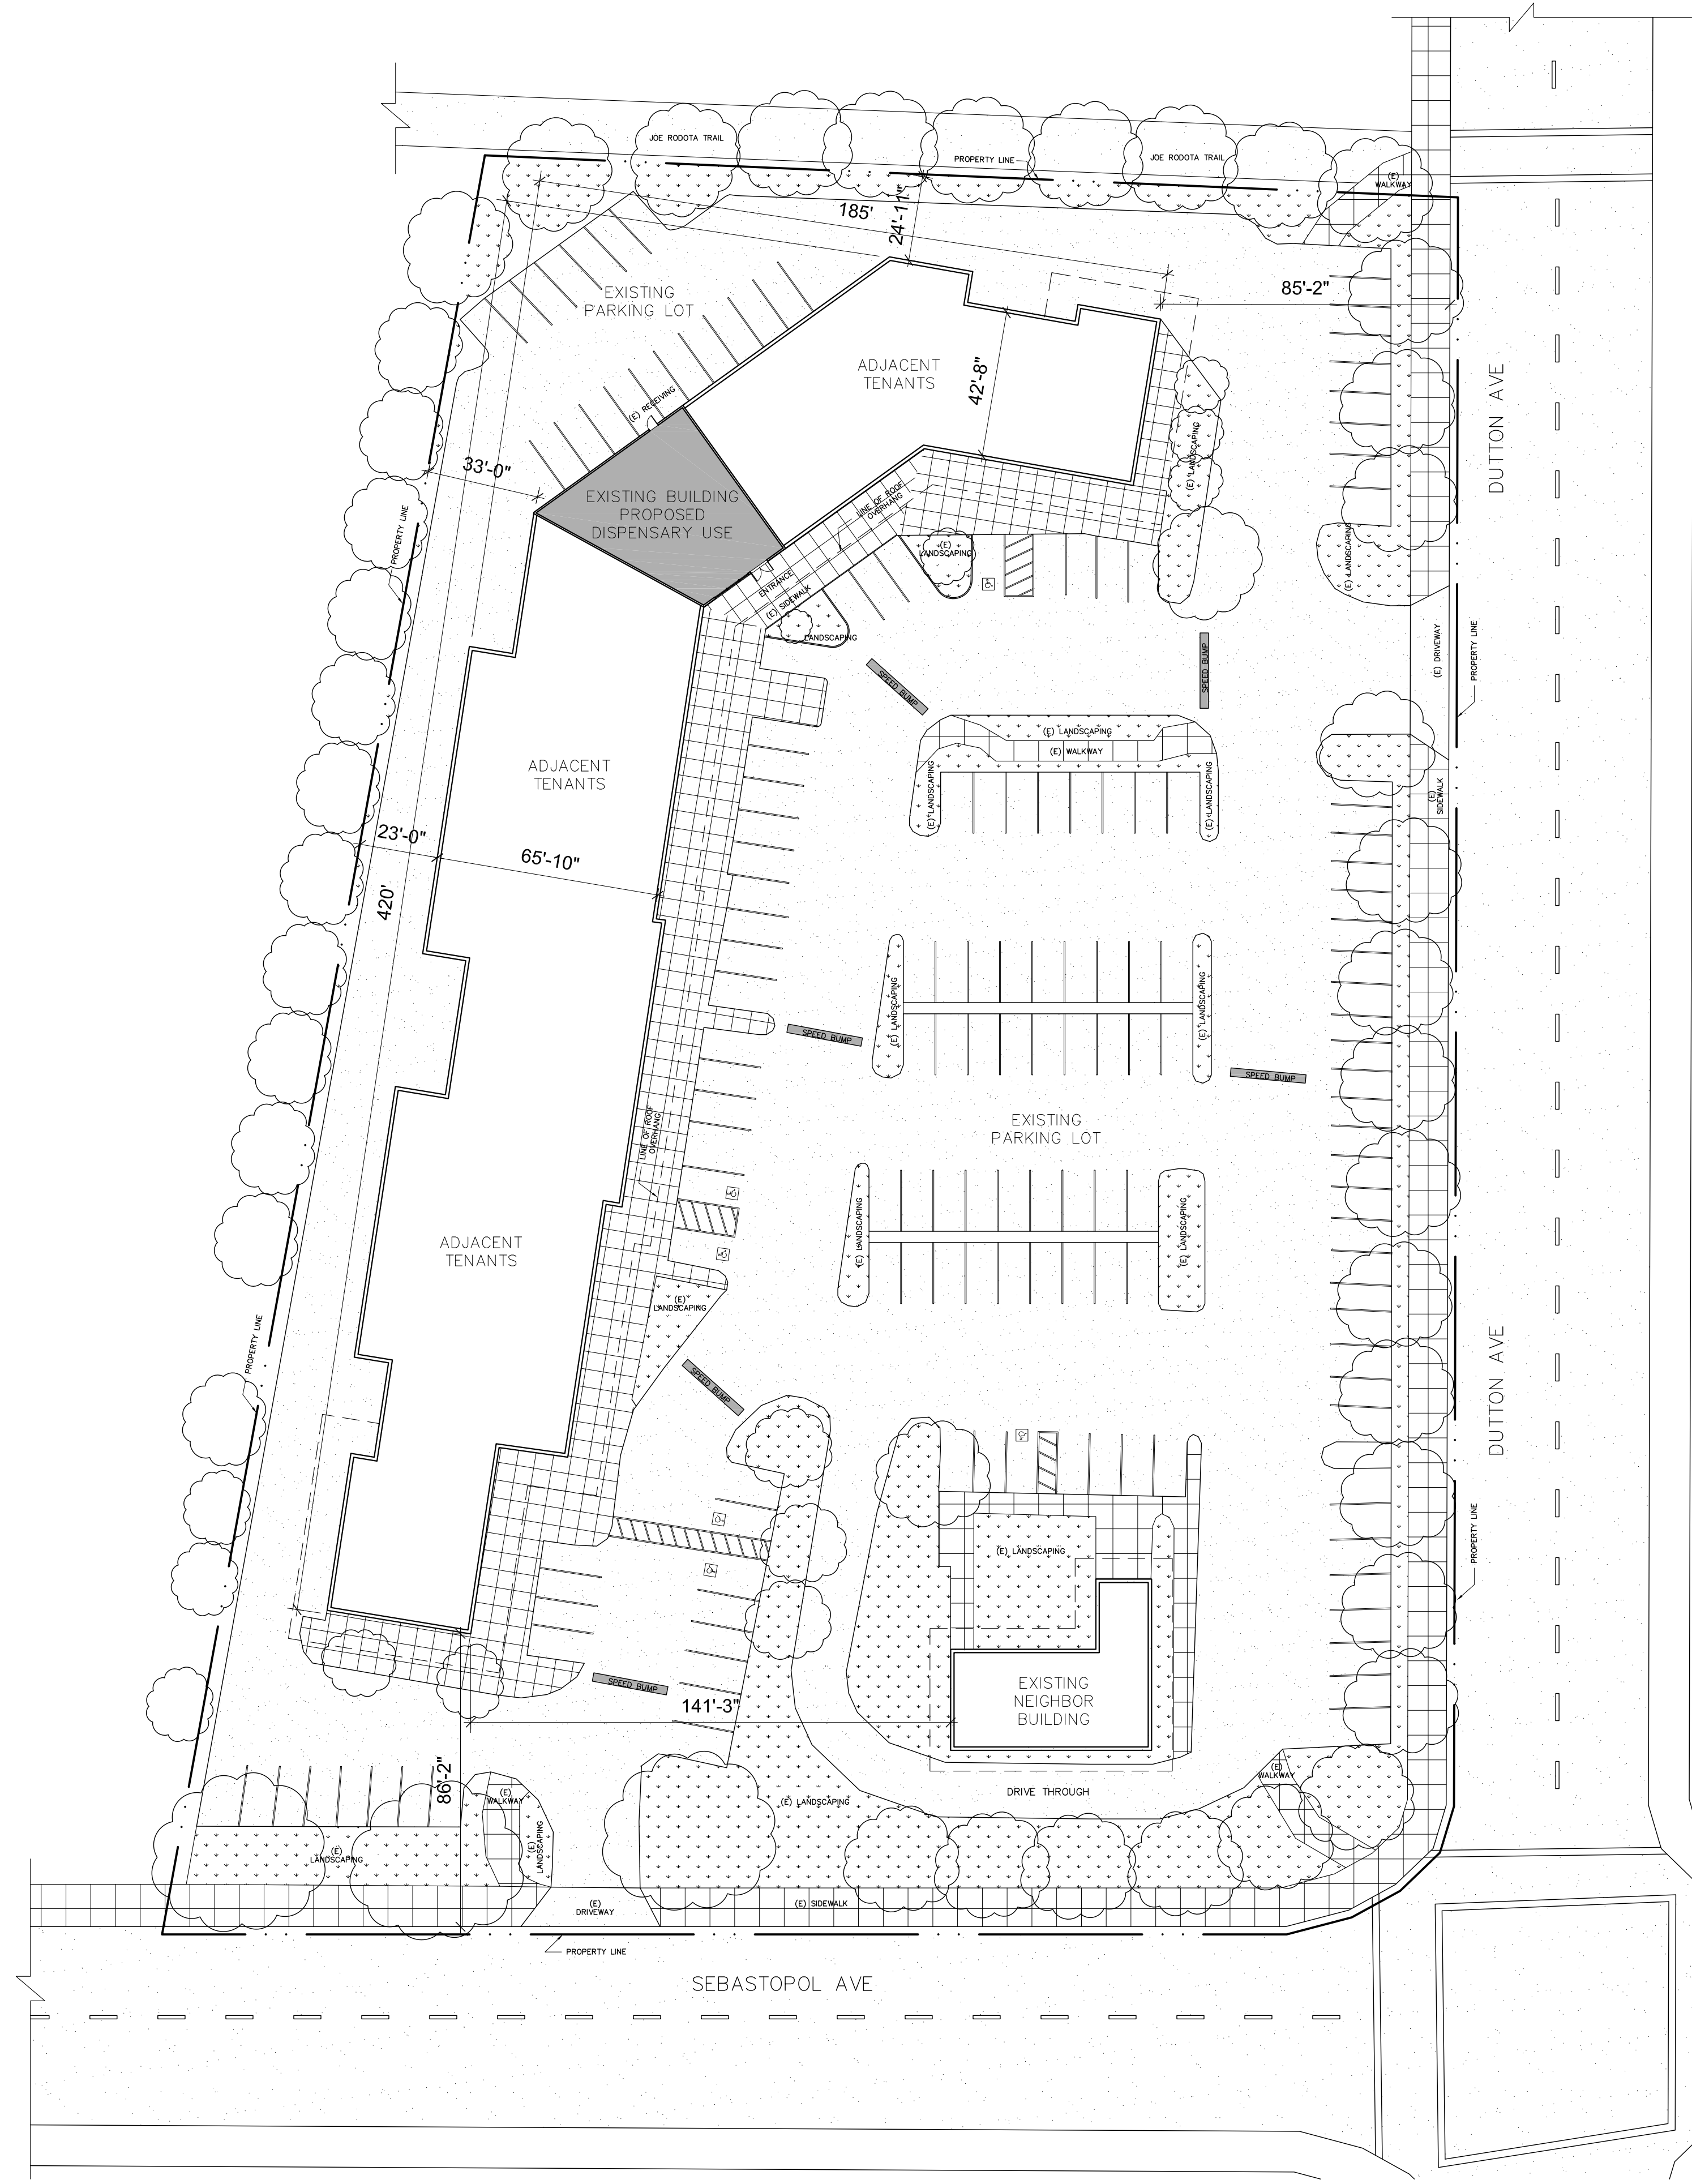 JOE RODOTA TRAIL
PROPERTY LINE
JOE RODOTA TRAIL
(E)
WALKWAY
185'
24'-11"
85'-2"
EXISTING
PARKING LOT
ADJACENT
TENANTS
42'-8"
DUTTON AVE
(E) RECEIVING
33'-0"
EXISTING BUILDING
PROPOSED
DISPENSARY USE
LINE OF ROOF
OVERHANG
(E) LANDSCAPING
PROPERTY LINE
(E)
LANDSCAPING
(E) LANDSCAPING
ENTRANCE
(E) SIDEWALK
LANDSCAPING
(E) DRIVEWAY
PROPERTY LINE
SPEED BUMP
SPEED BUMP
(E) LANDSCAPING
(E) WALKWAY
(E) LANDSCAPING
(E) LANDSCAPING
(E)
SIDEWALK
ADJACENT
TENANTS
23'-0"
65'-10"
420'
(E) LANDSCAPING
(E) LANDSCAPING
SPEED BUMP
SPEED BUMP
EXISTING
PARKING LOT
LINE OF ROOF
OVERHANG
(E) LANDSCAPING
(E) LANDSCAPING
ADJACENT
TENANTS
(E)
LANDSCAPING
PROPERTY LINE
SPEED BUMP
DUTTON AVE
(E) LANDSCAPING
PROPERTY LINE
SPEED BUMP
141'-3"
EXISTING
NEIGHBOR
BUILDING
86'-2"
(E)
WALKWAY
(E)
LANDSCAPING
(E) LANDSCAPING
DRIVE THROUGH
(E)
WALKWAY
(E)
LANDSCAPING
(E)
DRIVEWAY
(E) SIDEWALK
PROPERTY LINE
SEBASTOPOL AVE